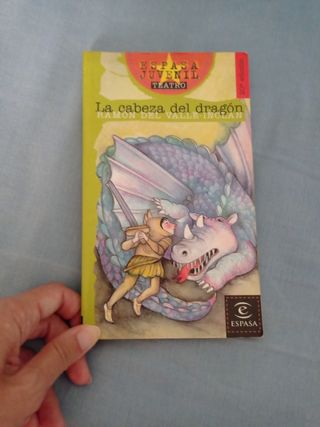 ESPASA
JUVENIL
TEATRO
La cabeza del dragón
RAMÓN DEL VALLE-INCLÁN
ESPASA